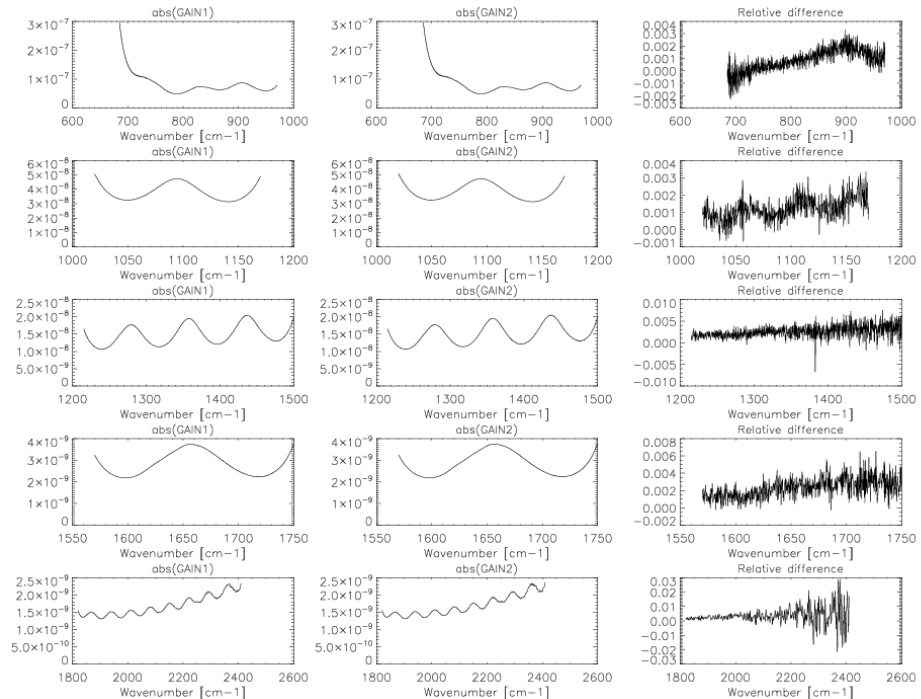 abs(GAIN1) abs(GAIN2) Relative difference
3×10⁻⁷ 3×10⁻⁷ 0.004
0.003
2×10⁻⁷ 2×10⁻⁷ 0.002
0.001
1×10⁻⁷ 1×10⁻⁷ 0.000
-0.001
-0.002
0 0 -0.003
600 700 800 900 1000 600 700 800 900 1000 600 700 800 900 1000
Wavenumber [cm-1] Wavenumber [cm-1] Wavenumber [cm-1]
abs(GAIN1) abs(GAIN2) Relative difference
6×10⁻⁸ 6×10⁻⁸ 0.004
5×10⁻⁸ 5×10⁻⁸ 0.003
4×10⁻⁸ 4×10⁻⁸ 0.002
3×10⁻⁸ 3×10⁻⁸ 0.001
2×10⁻⁸ 2×10⁻⁸ 0.000
1×10⁻⁸ 1×10⁻⁸ -0.001
0 0
1000 1050 1100 1150 1200 1000 1050 1100 1150 1200 1000 1050 1100 1150 1200
Wavenumber [cm-1] Wavenumber [cm-1] Wavenumber [cm-1]
abs(GAIN1) abs(GAIN2) Relative difference
2.5×10⁻⁸ 2.5×10⁻⁸ 0.010
2.0×10⁻⁸ 2.0×10⁻⁸ 0.005
1.5×10⁻⁸ 1.5×10⁻⁸ 0.000
1.0×10⁻⁸ 1.0×10⁻⁸ -0.005
5.0×10⁻⁹ 5.0×10⁻⁹ -0.010
0 0
1200 1300 1400 1500 1200 1300 1400 1500 1200 1300 1400 1500
Wavenumber [cm-1] Wavenumber [cm-1] Wavenumber [cm-1]
abs(GAIN1) abs(GAIN2) Relative difference
4×10⁻⁹ 4×10⁻⁹ 0.008
3×10⁻⁹ 3×10⁻⁹ 0.006
2×10⁻⁹ 2×10⁻⁹ 0.004
1×10⁻⁹ 1×10⁻⁹ 0.002
0.000
0 0 -0.002
1550 1600 1650 1700 1750 1550 1600 1650 1700 1750 1550 1600 1650 1700 1750
Wavenumber [cm-1] Wavenumber [cm-1] Wavenumber [cm-1]
abs(GAIN1) abs(GAIN2) Relative difference
2.5×10⁻⁹ 2.5×10⁻⁹ 0.03
2.0×10⁻⁹ 2.0×10⁻⁹ 0.02
1.5×10⁻⁹ 1.5×10⁻⁹ 0.01
1.0×10⁻⁹ 1.0×10⁻⁹ 0.00
5.0×10⁻¹⁰ 5.0×10⁻¹⁰ -0.01
-0.02
0 0 -0.03
1800 2000 2200 2400 2600 1800 2000 2200 2400 2600 1800 2000 2200 2400 2600
Wavenumber [cm-1] Wavenumber [cm-1] Wavenumber [cm-1]